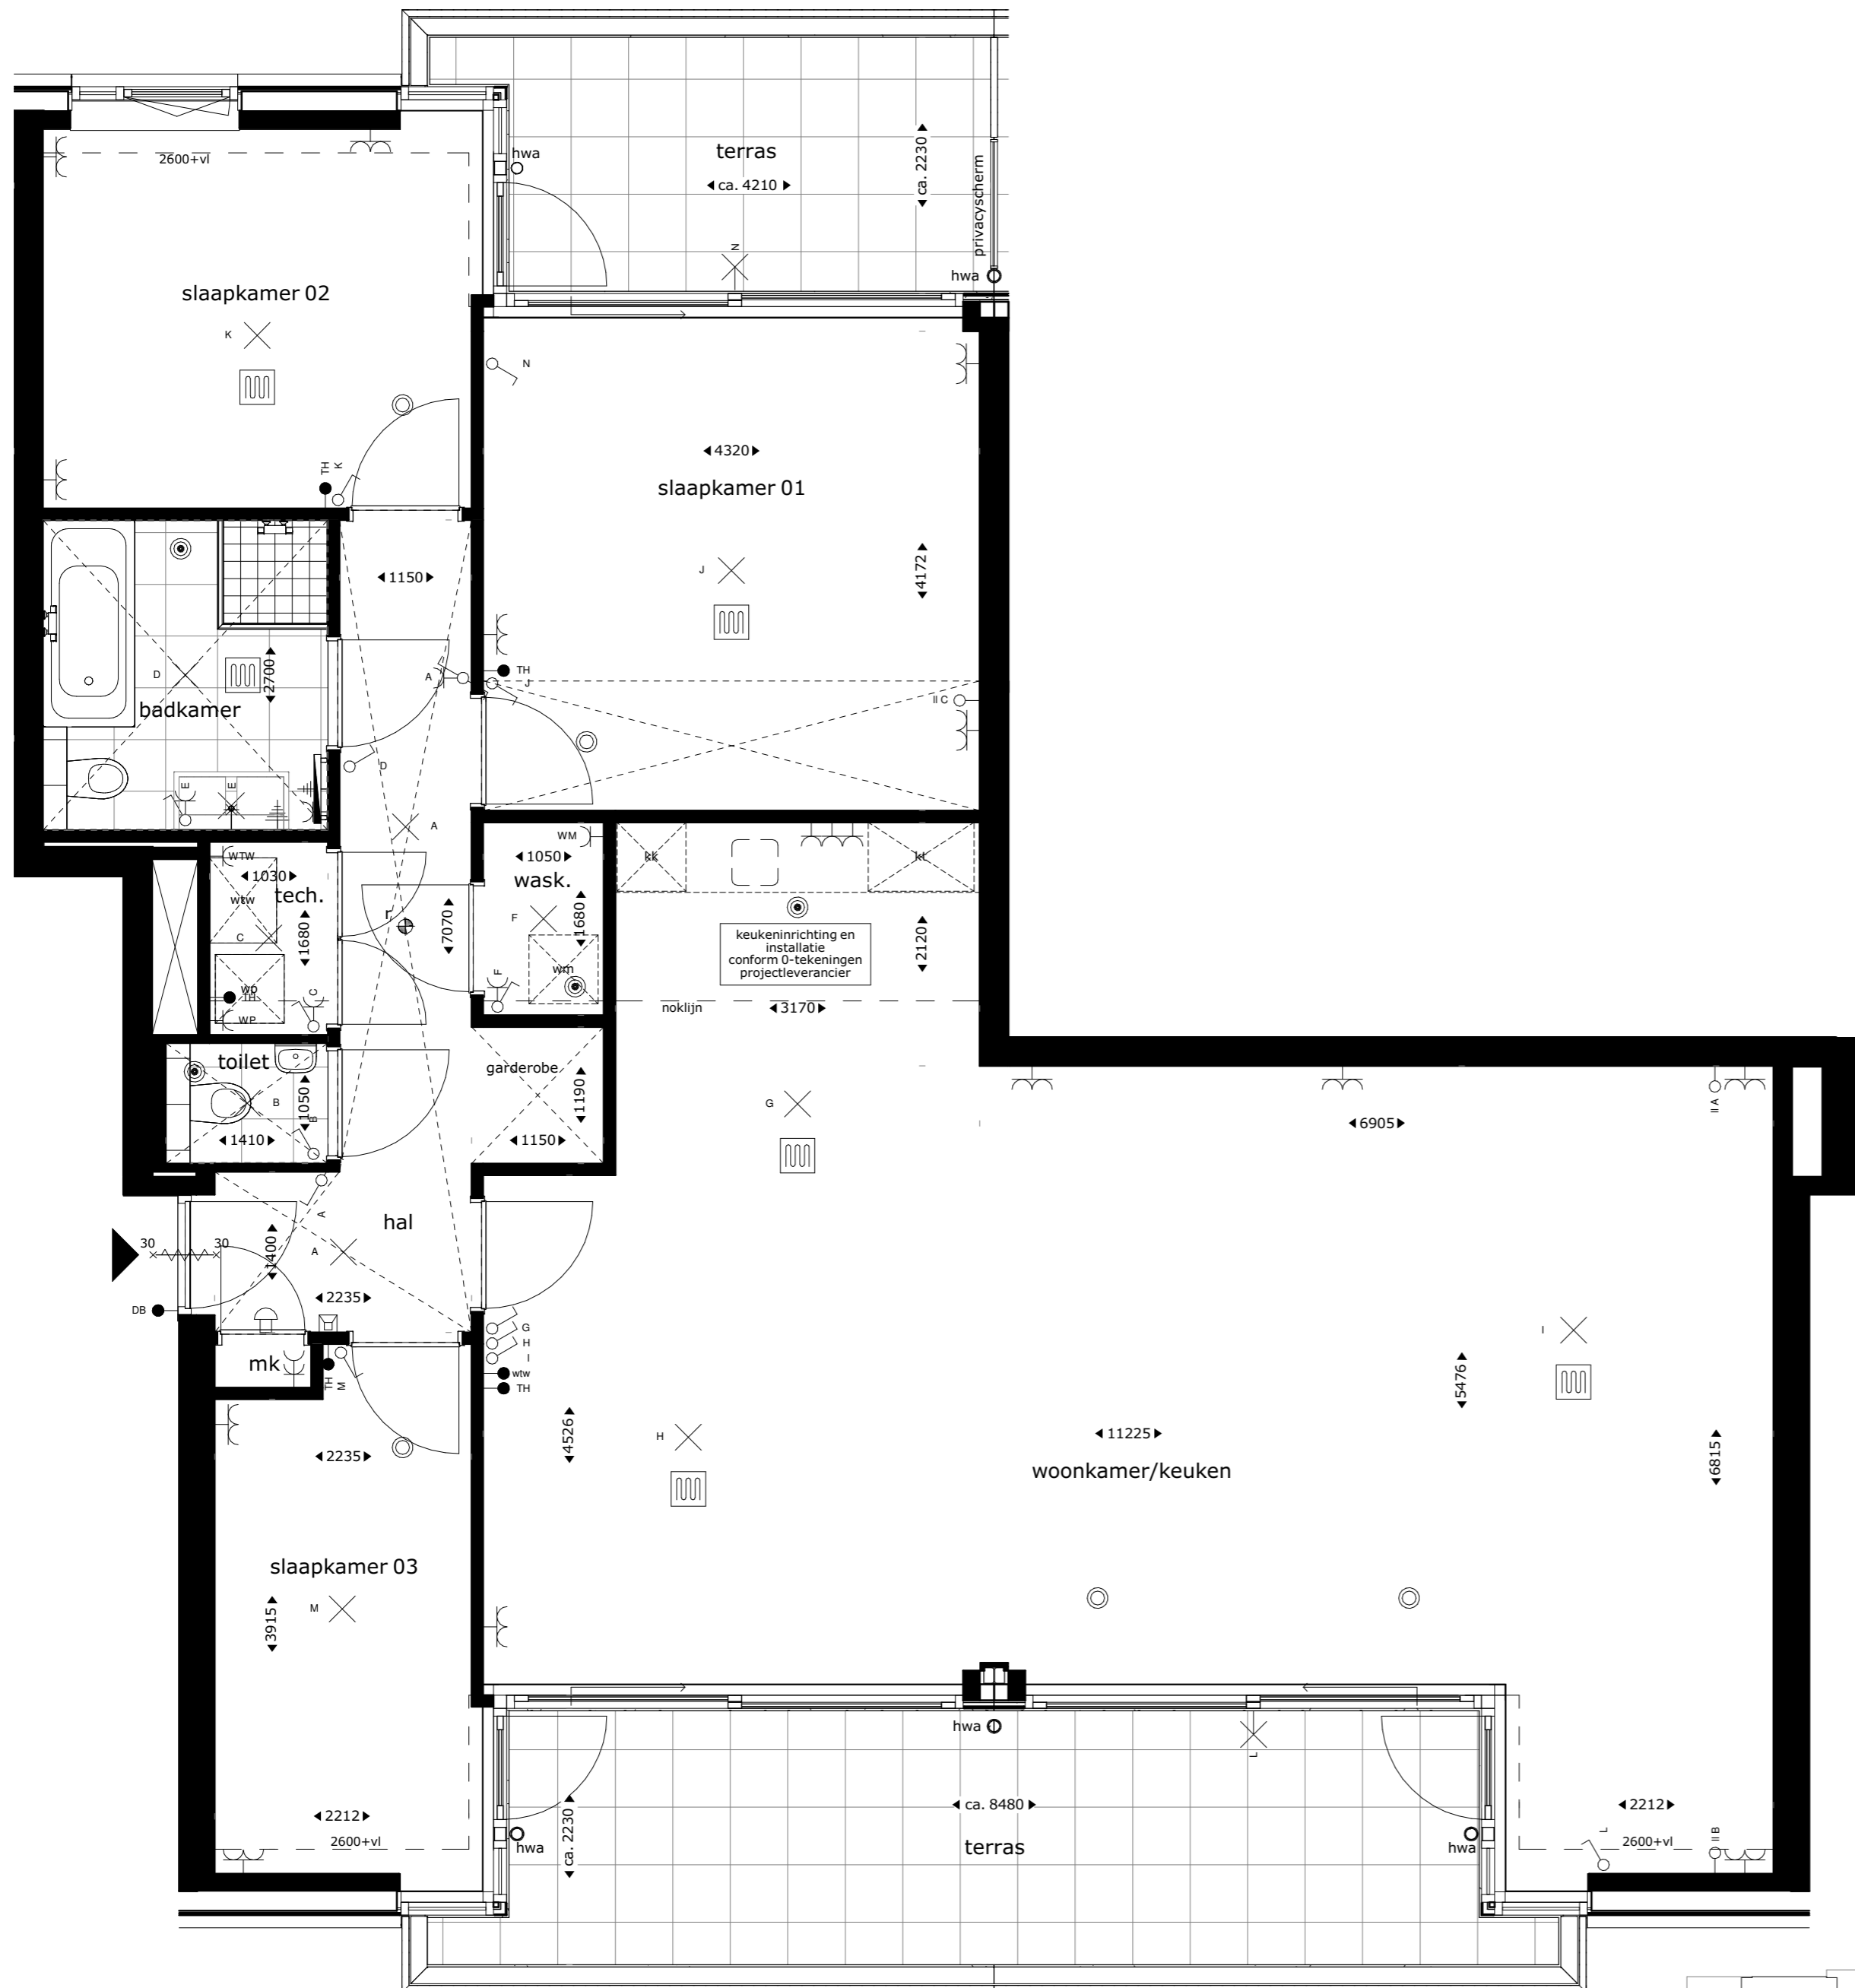 2600+vl
hwa
terras
ca. 4210
ca. 2230
privacyscherm
N
hwa
slaapkamer 02
K
N
TH
K
4320
slaapkamer 01
4172
J
1150
D
2700
badkamer
A
TH
J
II C
D
E
E
A
WTW
1030
tech.
wtw
C
1680
wp
TH
WP
C
r
7070
WM
1050
wask.
F
1680
wm
F
kk
kt
keukeninrichting en
installatie
conform 0-tekeningen
projectleverancier
2120
noklijn
3170
toilet
B
1050
B
1410
garderobe
1190
1150
G
6905
II A
hal
A
A
30
30
1400
2235
DB
mk
TH
M
G
H
I
wtw
TH
2235
4526
H
11225
woonkamer/keuken
I
5476
6815
slaapkamer 03
M
3915
2212
2600+vl
hwa
L
hwa
ca. 2230
ca. 8480
terras
hwa
2212
L
2600+vl
II B